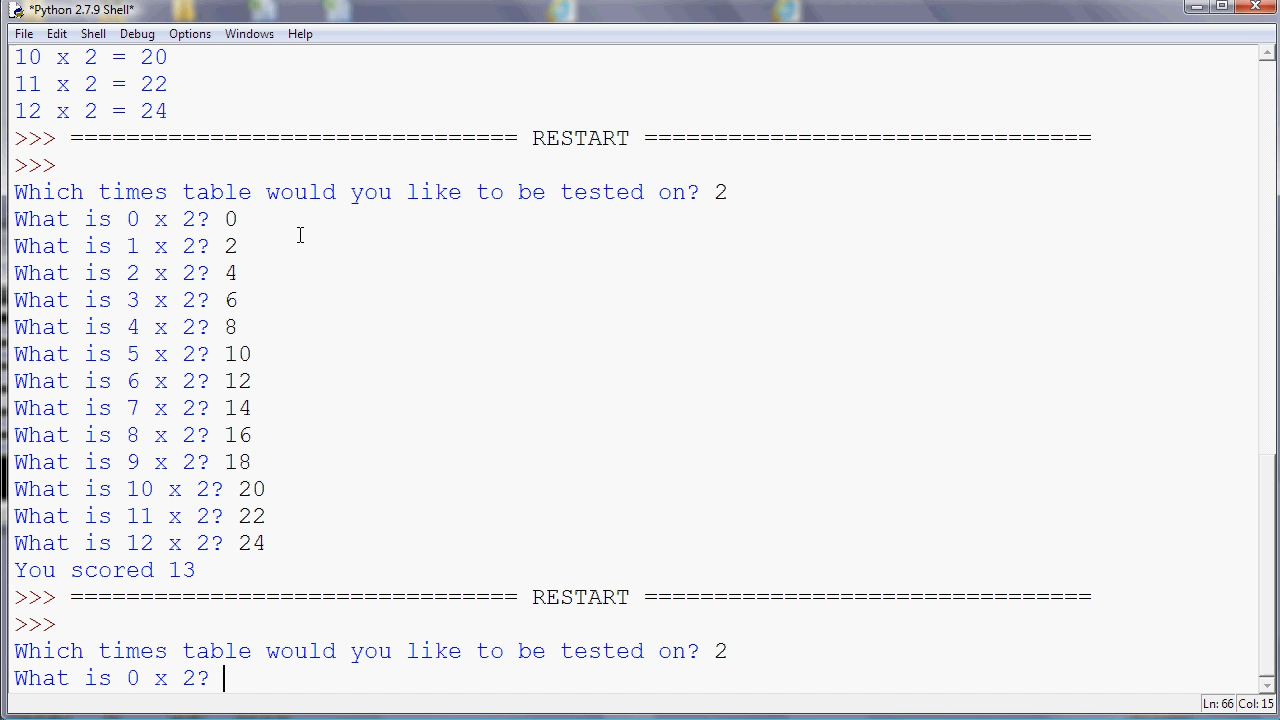 *Python 2.7.9 Shell*
File Edit Shell Debug Options Windows Help
10 x 2 = 20
11 x 2 = 22
12 x 2 = 24
>>> ================================ RESTART ================================
>>>
Which times table would you like to be tested on? 2
What is 0 x 2? 0
What is 1 x 2? 2
What is 2 x 2? 4
What is 3 x 2? 6
What is 4 x 2? 8
What is 5 x 2? 10
What is 6 x 2? 12
What is 7 x 2? 14
What is 8 x 2? 16
What is 9 x 2? 18
What is 10 x 2? 20
What is 11 x 2? 22
What is 12 x 2? 24
You scored 13
>>> ================================ RESTART ================================
>>>
Which times table would you like to be tested on? 2
What is 0 x 2?
Ln: 66 Col: 15